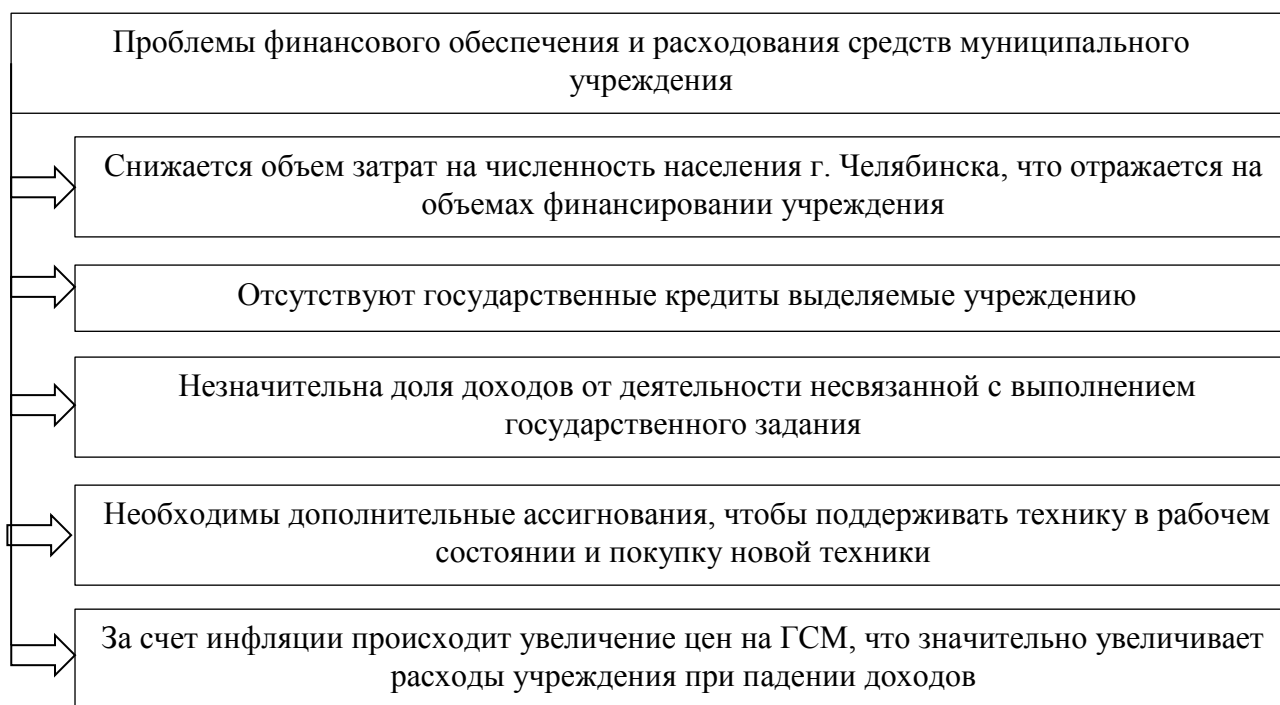 Проблемы финансового обеспечения и расходования средств муниципального
учреждения
Снижается объем затрат на численность населения г. Челябинска, что отражается на
объемах финансировании учреждения
Отсутствуют государственные кредиты выделяемые учреждению
Незначительна доля доходов от деятельности несвязанной с выполнением
государственного задания
Необходимы дополнительные ассигнования, чтобы поддерживать технику в рабочем
состоянии и покупку новой техники
За счет инфляции происходит увеличение цен на ГСМ, что значительно увеличивает
расходы учреждения при падении доходов